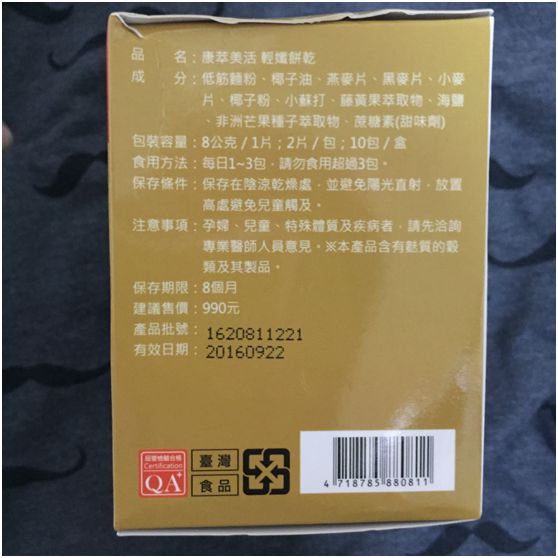 品名：康萃美活 輕孅餅乾
成分：低筋麵粉、椰子油、燕麥片、黑麥片、小麥
片、椰子粉、小蘇打、藤黃果萃取物、海鹽
、非洲芒果種子萃取物、蔗糖素(甜味劑)
包裝容量：8公克/1片；2片/包；10包/盒
食用方法：每日1~3包，請勿食用超過3包。
保存條件：保存在陰涼乾燥處，並避免陽光直射，放置
高處避免兒童觸及。
注意事項：孕婦、兒童、特殊體質及疾病者，請先洽詢
專業醫師人員意見。※本產品含有麩質的穀
類及其製品。
保存期限：8個月
建議售價：990元
產品批號：1620811221
有效日期：20160922
品管檢驗合格
Certification
QA+
臺灣
食品
4 718785 880811